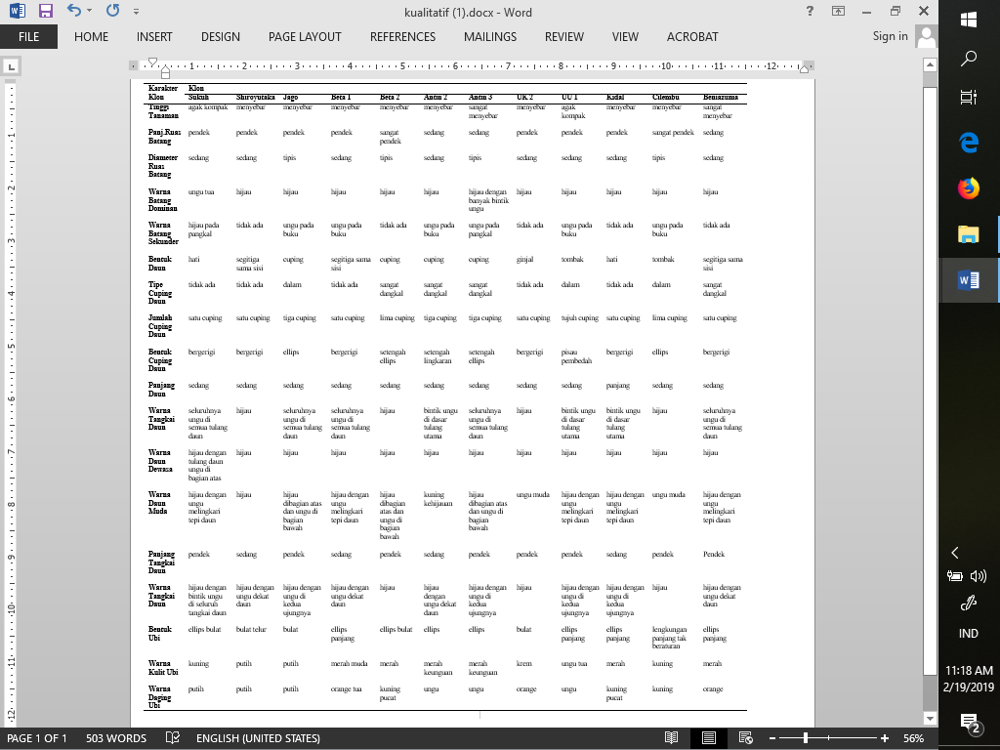 kualitatif (1).docx - Word
FILE HOME INSERT DESIGN PAGE LAYOUT REFERENCES MAILINGS REVIEW VIEW ACROBAT Sign in
1 2 3 4 5 6 7 8 9 10 11 12
Karakter Klon
Klon Sukuh Shiroyutaka Jago Beta 1 Beta 2 Antin 2 Antin 3 UK 2 UU 1 Kidal Cilembu Beniazuma
Tinggi agak kompak menyebar menyebar menyebar menyebar menyebar sangat menyebar agak menyebar menyebar sangat
Tanaman menyebar kompak menyebar
Panj.Ruas pendek pendek pendek pendek sangat sedang sedang pendek pendek pendek sangat pendek sedang
Batang pendek
Diameter sedang sedang tipis sedang tipis sedang tipis sedang sedang sedang tipis sedang
Ruas
Batang
Warna ungu tua hijau hijau hijau hijau hijau hijau dengan hijau hijau hijau hijau hijau
Batang banyak bintik
Dominan ungu
Warna hijau pada tidak ada ungu pada ungu pada tidak ada ungu pada ungu pada tidak ada ungu pada tidak ada ungu pada tidak ada
Batang pangkal buku buku buku pangkal buku buku
Sekunder
Bentuk hati segitiga cuping segitiga sama cuping cuping cuping ginjal tombak hati tombak segitiga sama
Daun sama sisi sisi sisi
Tipe tidak ada tidak ada dalam tidak ada sangat sangat sangat tidak ada dalam tidak ada dalam sangat
Cuping dangkal dangkal dangkal dangkal
Daun
Jumlah satu cuping satu cuping tiga cuping satu cuping lima cuping tiga cuping tiga cuping satu cuping tujuh cuping satu cuping lima cuping satu cuping
Cuping
Daun
Bentuk bergerigi bergerigi ellips bergerigi setengah setengah setengah bergerigi pisau bergerigi ellips bergerigi
Cuping ellips lingkaran ellips pembedah
Daun
Panjang sedang sedang sedang sedang sedang sedang sedang sedang sedang panjang sedang sedang
Daun
Warna seluruhnya hijau seluruhnya seluruhnya hijau bintik ungu seluruhnya hijau bintik ungu bintik ungu hijau seluruhnya
Tangkai ungu di ungu di ungu di di dasar ungu di di dasar di dasar ungu di
Daun semua tulang semua tulang semua tulang tulang semua tulang tulang tulang semua tulang
daun daun daun utama daun utama utama daun
Warna hijau dengan hijau hijau hijau hijau hijau hijau hijau hijau hijau hijau hijau
Daun tulang daun
Dewasa ungu di
bagian atas
Warna hijau dengan hijau hijau hijau dengan hijau kuning hijau ungu muda hijau dengan hijau dengan ungu muda hijau dengan
Daun ungu dibagian atas ungu dibagian kehijauan dibagian atas ungu ungu ungu
Muda melingkari dan ungu di melingkari atas dan dan ungu di melingkari melingkari melingkari
tepi daun bagian tepi daun ungu di bagian tepi daun tepi daun tepi daun
bawah bagian bawah
bawah
Panjang pendek sedang pendek sedang pendek sedang pendek pendek pendek sedang pendek Pendek
Tangkai
Daun
Warna hijau dengan hijau dengan hijau dengan hijau dengan hijau hijau hijau dengan hijau hijau dengan hijau dengan hijau hijau dengan
Tangkai bintik ungu ungu dekat ungu di ungu dekat dengan ungu di ungu di ungu di ungu dekat
Daun di seluruh daun kedua daun ungu dekat kedua kedua kedua daun
tangkai daun ujungnya daun ujungnya ujungnya ujungnya
Bentuk ellips bulat bulat telur bulat ellips ellips bulat ellips ellips bulat ellips ellips lengkungan ellips
Ubi panjang panjang panjang panjang tak panjang
beraturan
Warna kuning putih putih merah muda merah merah merah krem ungu tua merah kuning merah
Kulit Ubi keunguan keunguan
Warna putih putih putih orange tua kuning ungu ungu orange ungu kuning kuning orange
Daging pucat pucat
Ubi
IND
11:18 AM
2/19/2019
2
PAGE 1 OF 1 503 WORDS ENGLISH (UNITED STATES) 56%